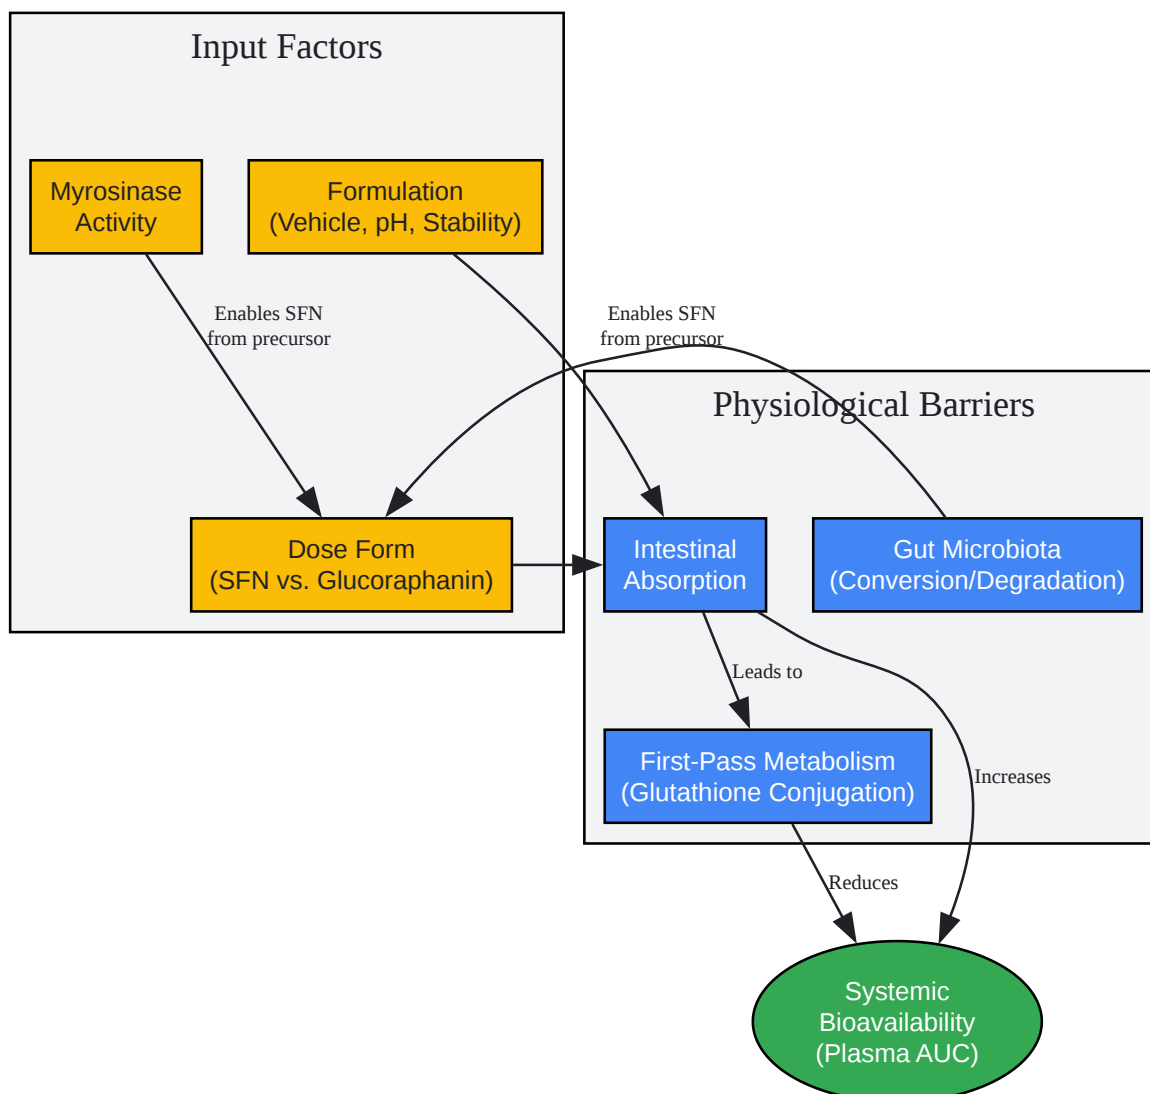 Input Factors
Myrosinase
Activity
Formulation
(Vehicle, pH, Stability)
Enables SFN
from precursor
Enables SFN
from precursor
Physiological Barriers
Dose Form
(SFN vs. Glucoraphanin)
Intestinal
Absorption
Gut Microbiota
(Conversion/Degradation)
Leads to
First-Pass Metabolism
(Glutathione Conjugation)
Increases
Reduces
Systemic
Bioavailability
(Plasma AUC)